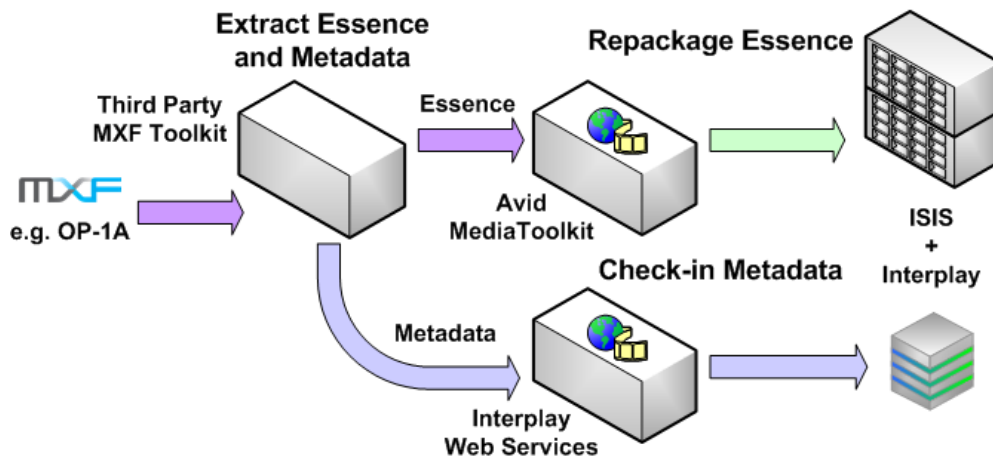 Extract Essence
and Metadata
Repackage Essence
Third Party
MXF Toolkit
Essence
MXF
e.g. OP-1A
Avid
MediaToolkit
ISIS
+
Interplay
Check-in Metadata
Metadata
Interplay
Web Services